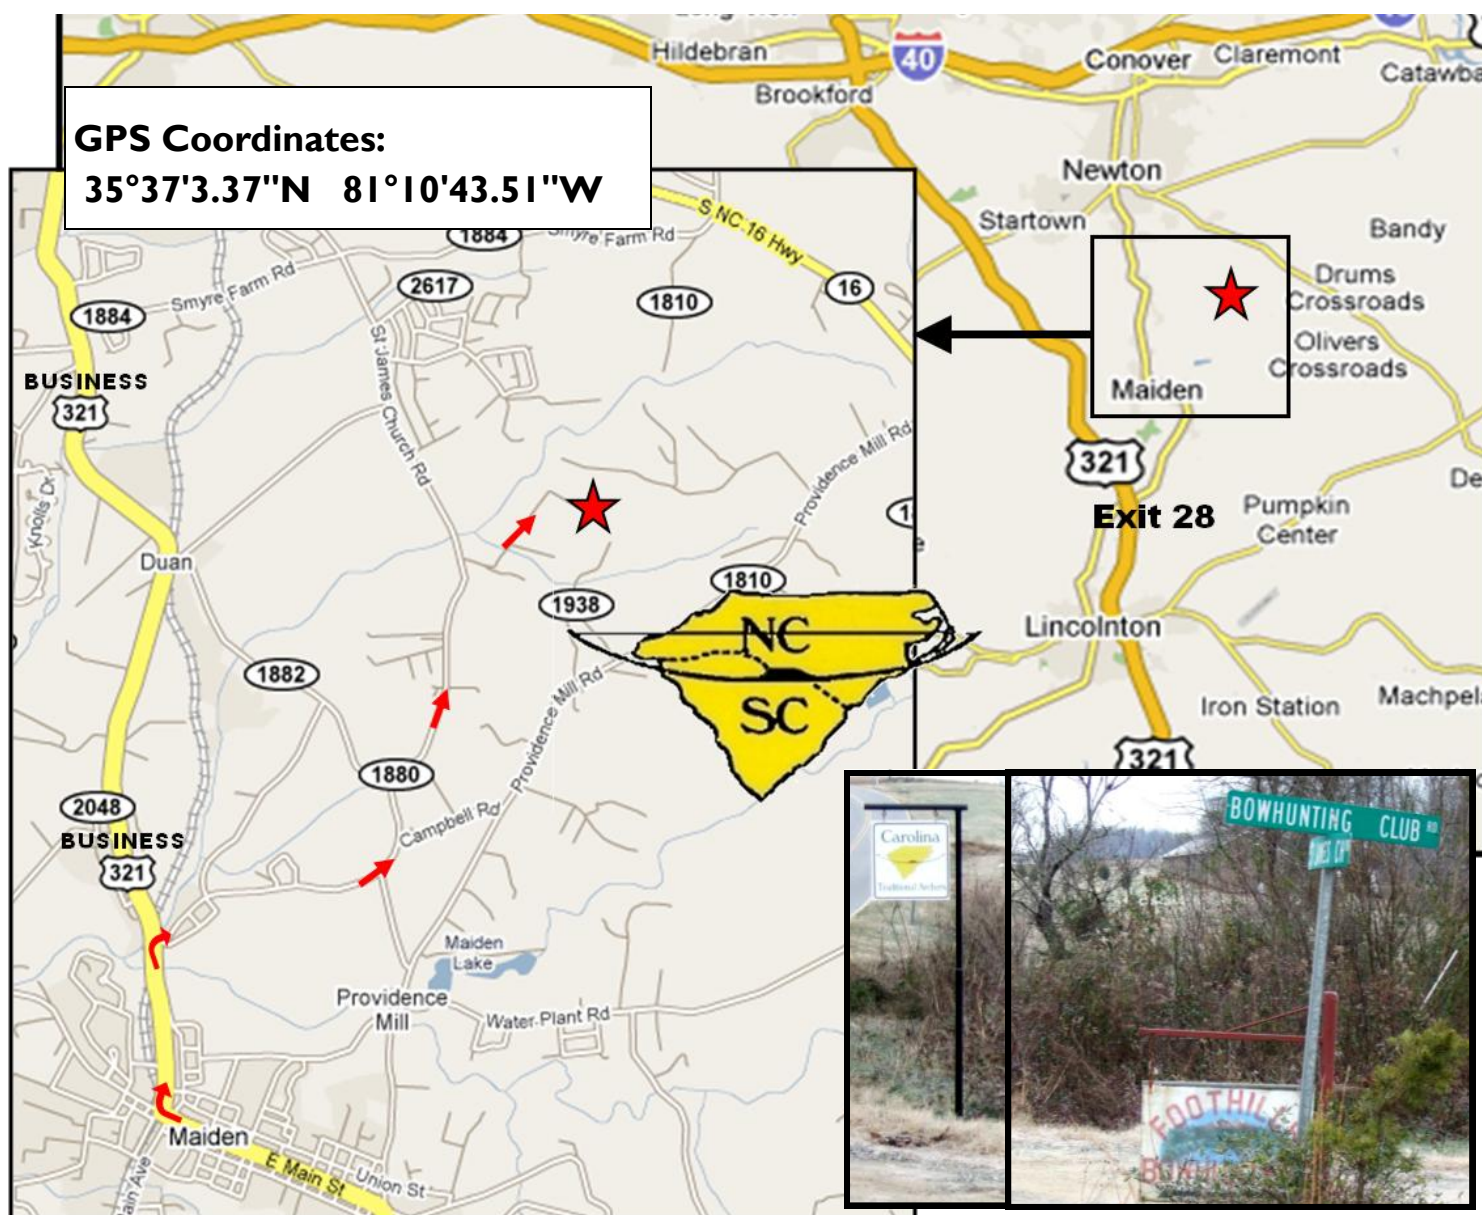 Hildebran
40
Conover
Claremont
Brookford
GPS Coordinates:
35°37'3.37"N 81°10'43.51"W
Newton
Startown
Bandy
S NC 16 Hwy
1884
Smyre Farm Rd
Smyre Farm Rd
2617
1810
16
1884
Drums
Crossroads
Olivers
Crossroads
St James Church Rd
BUSINESS
321
Maiden
Providence Mill Rd
321
Exit 28
Knolls Dr
Pumpkin
Center
Duan
1810
1938
NC
Lincolnton
1882
SC
Iron Station
Providence Mill Rd
321
1880
2048
BUSINESS
321
Campbell Rd
BOWHUNTING CLUB RD
Carolina
Traditional Archers
Maiden
Lake
Providence
Mill
Water Plant Rd
Maiden
E Main St
Union St
FOOTHILL